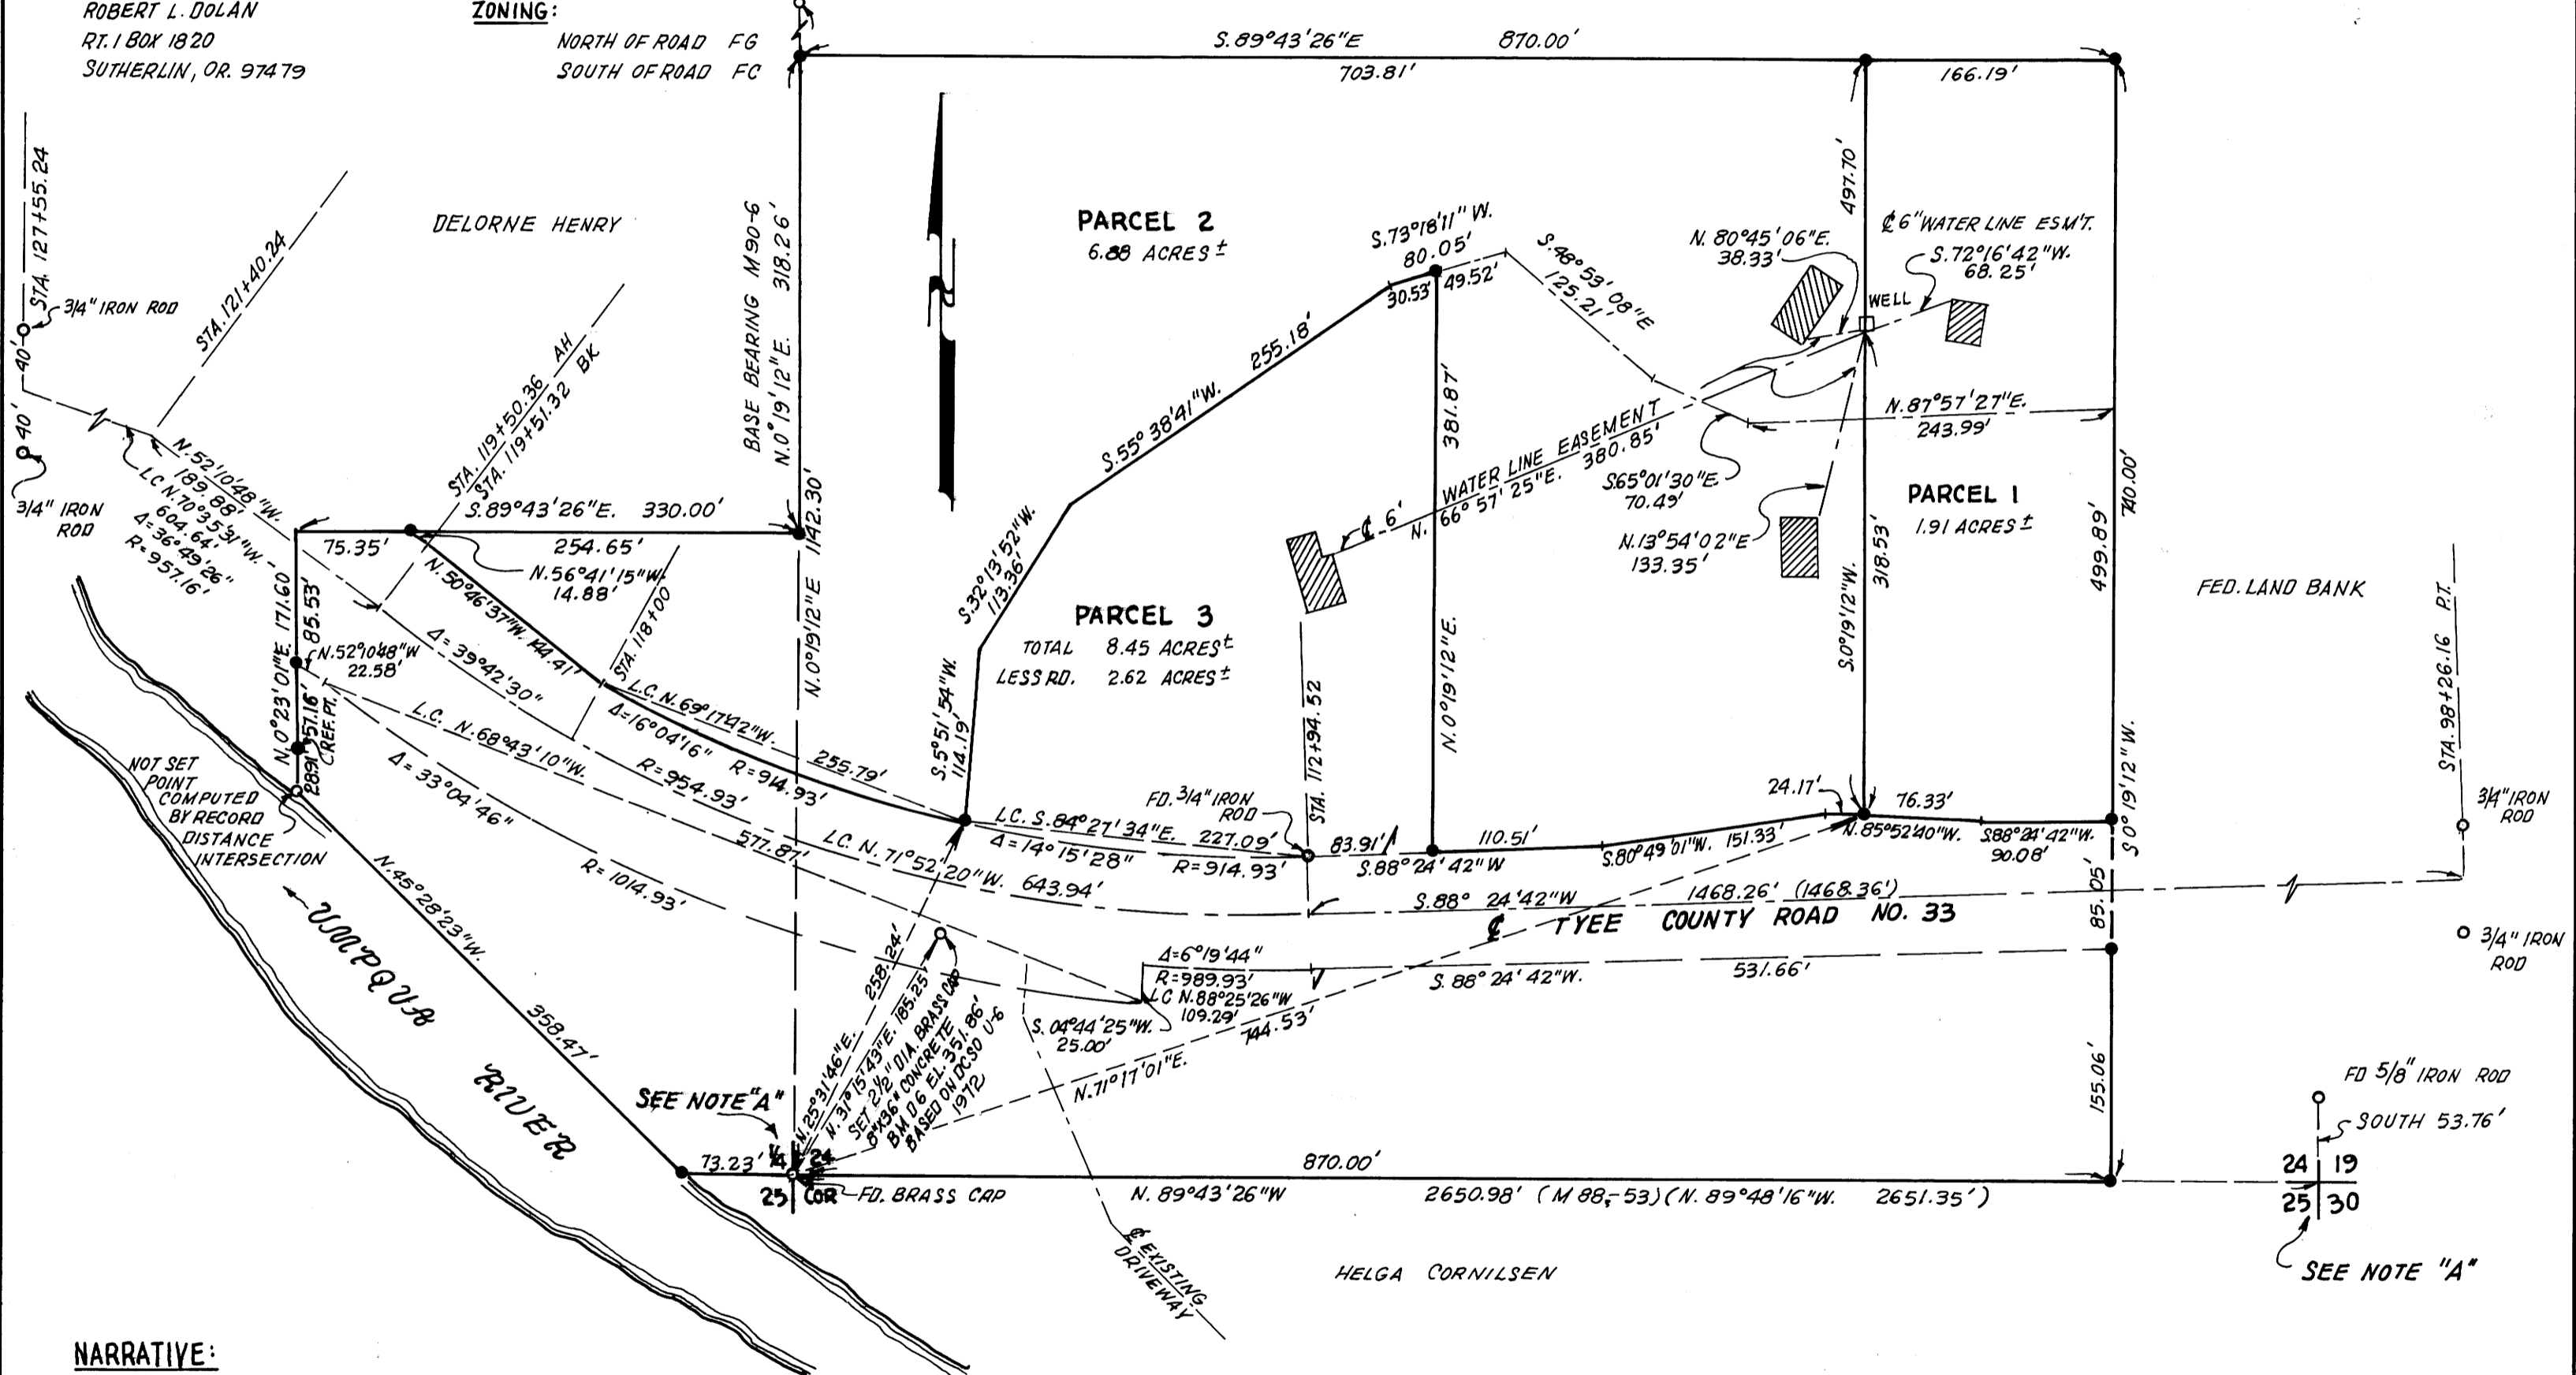 ROBERT L. DOLAN
RT. 1 BOX 1820
SUTHERLIN, OR. 97479
ZONING:
NORTH OF ROAD FG
SOUTH OF ROAD FC
S. 89°43'26"E 870.00'
703.81'
166.19'
STA. 127+55.24
3/4" IRON ROD
40'
40'
3/4" IRON
ROD
STA. 121+40.24
DELORNE HENRY
STA. 119+50.36 AH
STA. 119+51.32 BK
BASE BEARING M90-6
N.0°19'12"E. 318.26'
PARCEL 2
6.88 ACRES±
S.73°18'11" W.
80.05'
30.53'
49.52'
S.48°53'08"E
125.21'
497.70'
N. 80°45'06"E.
38.33'
℄ 6" WATER LINE ESM'T.
S.72°16'42"W.
68.25'
WELL
N.52°10'48"W.
189.88'
LC N.70°35'31"W.
604.64'
Δ=36°49'26"
R=957.16'
S.89°43'26"E. 330.00'
75.35'
254.65'
N.56°41'15"W.
14.88'
N.50°46'37"W. 144.41'
STA. 118+00
N.0°19'12"E 1142.30'
S.55°38'41"W. 255.18'
S.32°13'52"W.
113.36'
S.5°51'54"W.
114.19'
381.87'
N.0°19'12"E.
WATER LINE EASEMENT
N. 66°57'25"E. 380.85'
℄ 6'
S.65°01'30"E.
70.49'
N.87°57'27"E.
243.99'
N.13°54'02"E
133.35'
S.0°19'12"W.
318.53'
PARCEL 1
1.91 ACRES±
740.00'
499.89'
FED. LAND BANK
STA. 98+26.16 P.T.
PARCEL 3
TOTAL 8.45 ACRES±
LESS RD. 2.62 ACRES±
STA. 112+94.52
N.0°23'01"E. 171.60
85.53'
57.16'
28.91'
(REF. PT.
N.52°10'48"W
22.58'
Δ=39°42'30"
L.C. N.68°43'10"W.
577.87'
Δ=33°04'46"
R=1014.93'
L.C. N.69°17'42"W.
255.79'
Δ=16°04'16" R=914.93'
R=954.93'
LC. N. 71°52'20"W. 643.94'
NOT SET
POINT
COMPUTED
BY RECORD
DISTANCE
INTERSECTION
FD. 3/4" IRON
ROD
LC. S.84°27'34"E. 227.09'
Δ=14°15'28" R=914.93'
83.91'
110.51'
S.88°24'42"W
S.80°49'01"W. 151.33'
24.17'
76.33'
N.85°52'40"W.
S.88°24'42"W.
90.08'
S.0°19'12"W.
85.05'
3/4" IRON
ROD
S.88° 24'42"W 1468.26' (1468.36')
℄ TYEE COUNTY ROAD NO. 33
3/4" IRON
ROD
UMPQUA
RIVER
N.45°28'23"W.
358.47'
Δ=6°19'44"
R=989.93'
LC N.88°25'26"W
109.29'
S. 88°24'42"W. 531.66'
S. 04°44'25"W.
25.00'
N.71°17'01"E. 744.53'
N.25°31'46"E. 258.24'
N.31°15'43"E. 185.25'
SET 2½" DIA. BRASS CAP
8"X36" CONCRETE
BM D6 EL. 351.86'
BASED ON DCSO U-6
1972
155.06'
SEE NOTE "A"
73.23'
1/4 24
25 COR
FD. BRASS CAP
870.00'
N. 89°43'26"W 2650.98' (M 88-53)(N. 89°48'16"W. 2651.35')
FD 5/8" IRON ROD
SOUTH 53.76'
24 19
25 30
SEE NOTE "A"
℄ EXISTING
DRIVEWAY
HELGA CORNILSEN
NARRATIVE: